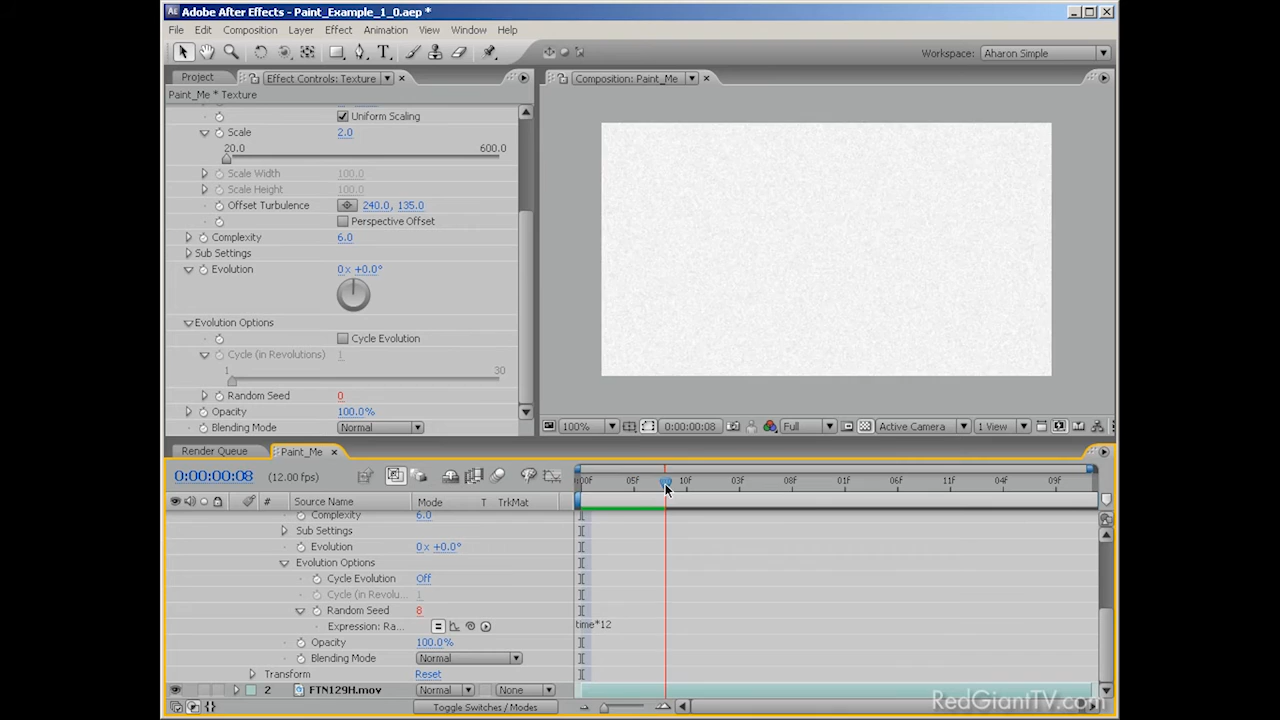 Adobe After Effects - Paint_Example_1_0.aep *
File Edit Composition Layer Effect Animation View Window Help
Workspace: Aharon Simple
Project Effect Controls: Texture
Composition: Paint_Me
Paint_Me * Texture
Uniform Scaling
Scale 2.0
20.0 600.0
Scale Width 100.0
Scale Height 100.0
Offset Turbulence 240.0, 135.0
Perspective Offset
Complexity 6.0
Sub Settings
Evolution 0x +0.0°
Evolution Options
Cycle Evolution
Cycle (in Revolutions) 1
1 30
Random Seed 0
Opacity 100.0%
Blending Mode Normal
100% 0:00:00:08 Full Active Camera 1 View
Render Queue Paint_Me
0:00:00:08 (12.00 fps)
05f 10f 03f 08f 01f 06f 11f 04f 09f
# Source Name Mode T TrkMat
Complexity 6.0
Sub Settings
Evolution 0x +0.0°
Evolution Options
Cycle Evolution Off
Cycle (in Revolu... 1
Random Seed 8
Expression: Ra... time*12
Opacity 100.0%
Blending Mode Normal
Transform Reset
2 FTN129H.mov Normal None
Toggle Switches / Modes
RedGiantTV.com